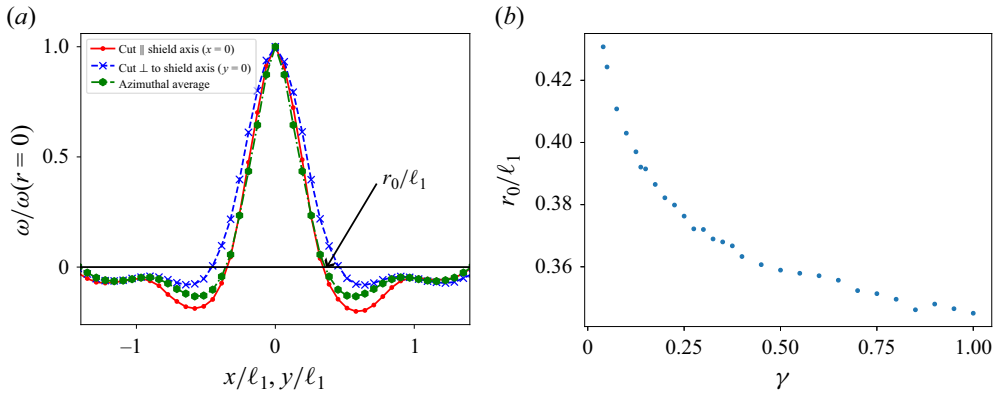 (a)
Cut ∥ shield axis (x = 0)
Cut ⊥ to shield axis (y = 0)
Azimuthal average
1.0
0.5
0
ω/ω(r = 0)
r0/ℓ1
−1
0
1
x/ℓ1, y/ℓ1
(b)
0.42
0.40
0.38
0.36
r0/ℓ1
0
0.25
0.50
0.75
1.00
γ